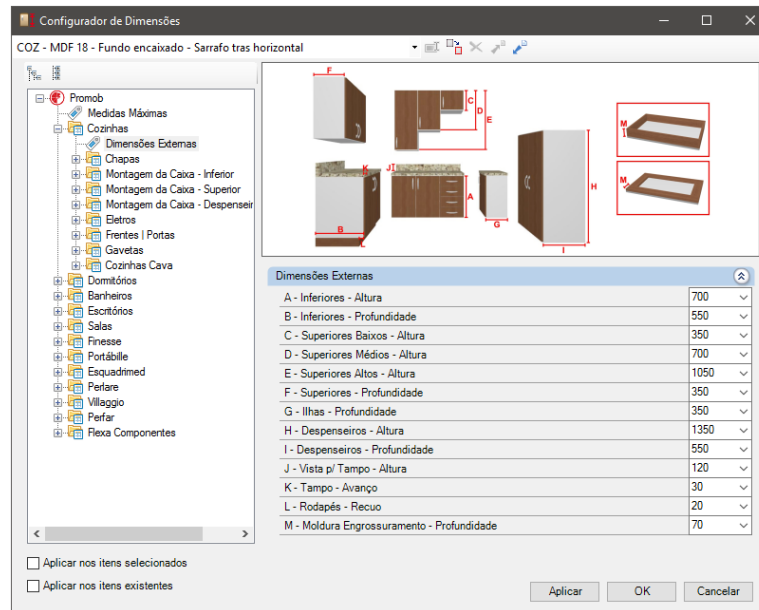 Configurador de Dimensões
COZ - MDF 18 - Fundo encaixado - Sarrafo tras horizontal
Promob
Medidas Máximas
Cozinhas
Dimensões Externas
Chapas
Montagem da Caixa - Inferior
Montagem da Caixa - Superior
Montagem da Caixa - Despenseir
Eletros
Frentes | Portas
Gavetas
Cozinhas Cava
Dormitórios
Banheiros
Escritórios
Salas
Finesse
Portábille
Esquadrimed
Perlare
Villaggio
Perfar
Flexa Componentes
Aplicar nos itens selecionados
Aplicar nos itens existentes
F
C
D
E
K
J
A
B
L
G
H
I
M
M
Dimensões Externas
A - Inferiores - Altura 700
B - Inferiores - Profundidade 550
C - Superiores Baixos - Altura 350
D - Superiores Médios - Altura 700
E - Superiores Altos - Altura 1050
F - Superiores - Profundidade 350
G - Ilhas - Profundidade 350
H - Despenseiros - Altura 1350
I - Despenseiros - Profundidade 550
J - Vista p/ Tampo - Altura 120
K - Tampo - Avanço 30
L - Rodapés - Recuo 20
M - Moldura Engrossuramento - Profundidade 70
Aplicar OK Cancelar